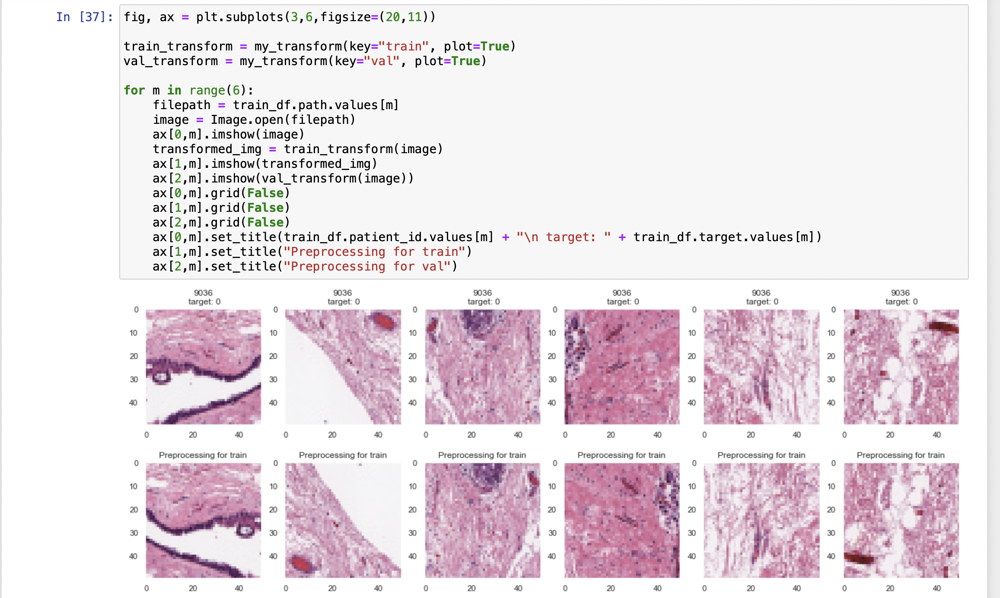 In [37]:
fig, ax = plt.subplots(3,6,figsize=(20,11))
train_transform = my_transform(key="train", plot=True)
val_transform = my_transform(key="val", plot=True)
for m in range(6):
    filepath = train_df.path.values[m]
    image = Image.open(filepath)
    ax[0,m].imshow(image)
    transformed_img = train_transform(image)
    ax[1,m].imshow(transformed_img)
    ax[2,m].imshow(val_transform(image))
    ax[0,m].grid(False)
    ax[1,m].grid(False)
    ax[2,m].grid(False)
    ax[0,m].set_title(train_df.patient_id.values[m] + "\n target: " + train_df.target.values[m])
    ax[1,m].set_title("Preprocessing for train")
    ax[2,m].set_title("Preprocessing for val")
9036 9036 9036 9036 9036 9036
target: 0 target: 0 target: 0 target: 0 target: 0 target: 0
0 0 0 0 0 0
10 10 10 10 10 10
20 20 20 20 20 20
30 30 30 30 30 30
40 40 40 40 40 40
0 20 40 0 20 40 0 20 40 0 20 40 0 20 40 0 20 40
Preprocessing for train Preprocessing for train Preprocessing for train Preprocessing for train Preprocessing for train Preprocessing for train
0 0 0 0 0 0
10 10 10 10 10 10
20 20 20 20 20 20
30 30 30 30 30 30
40 40 40 40 40 40
0 20 40 0 20 40 0 20 40 0 20 40 0 20 40 0 20 40